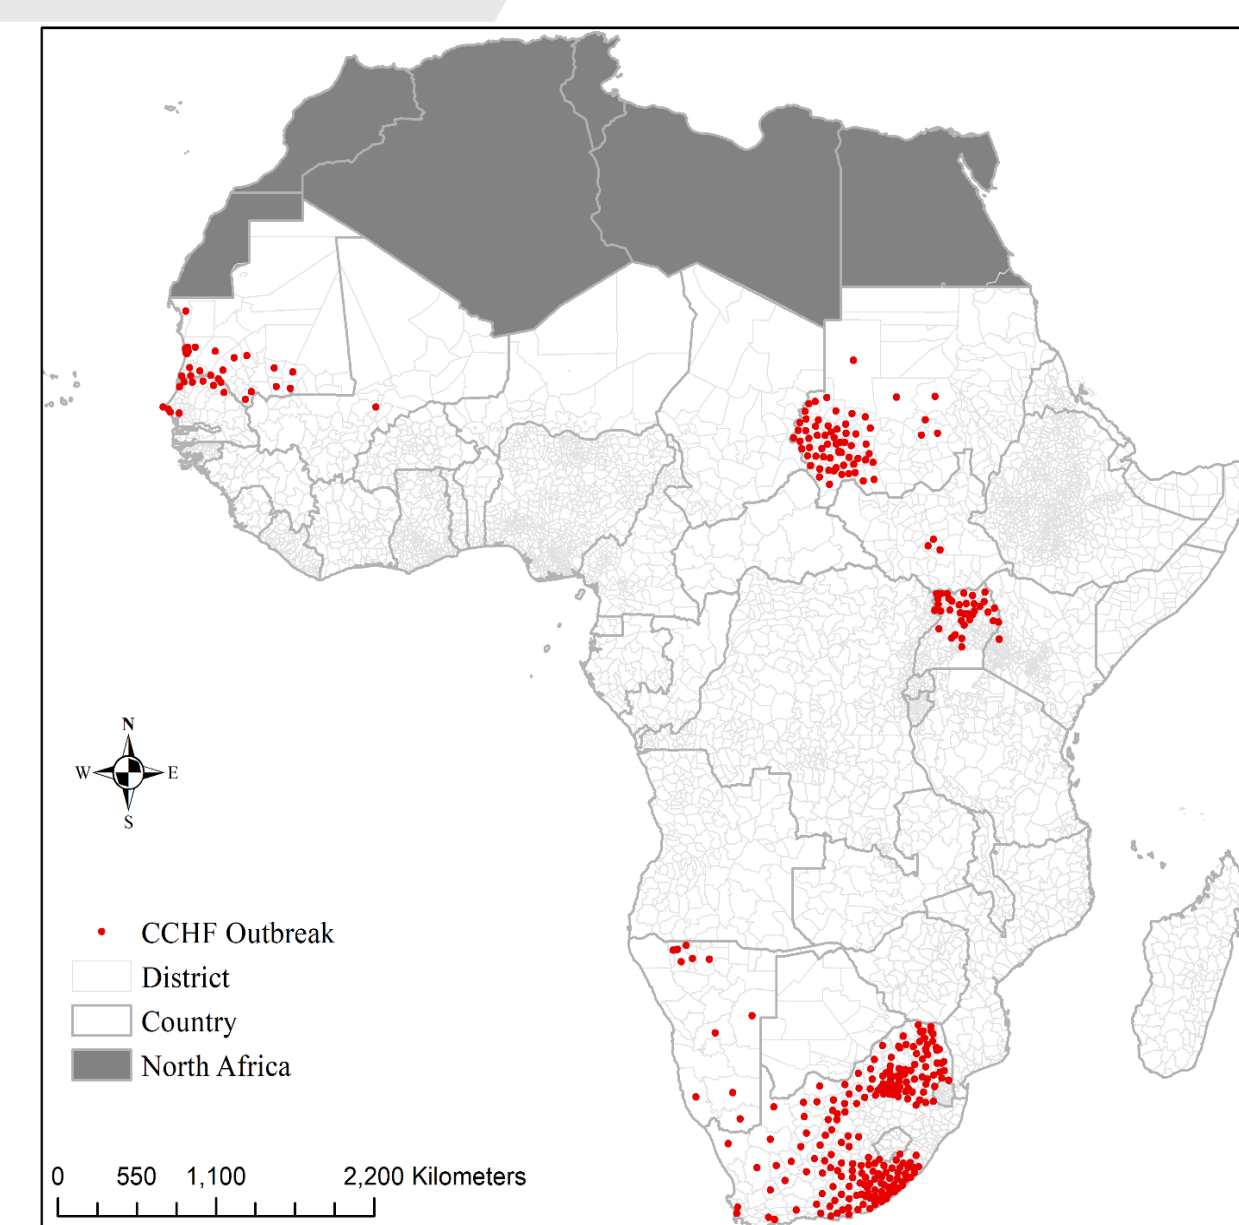 N
W E
S
CCHF Outbreak
District
Country
North Africa
0 550 1,100 2,200 Kilometers